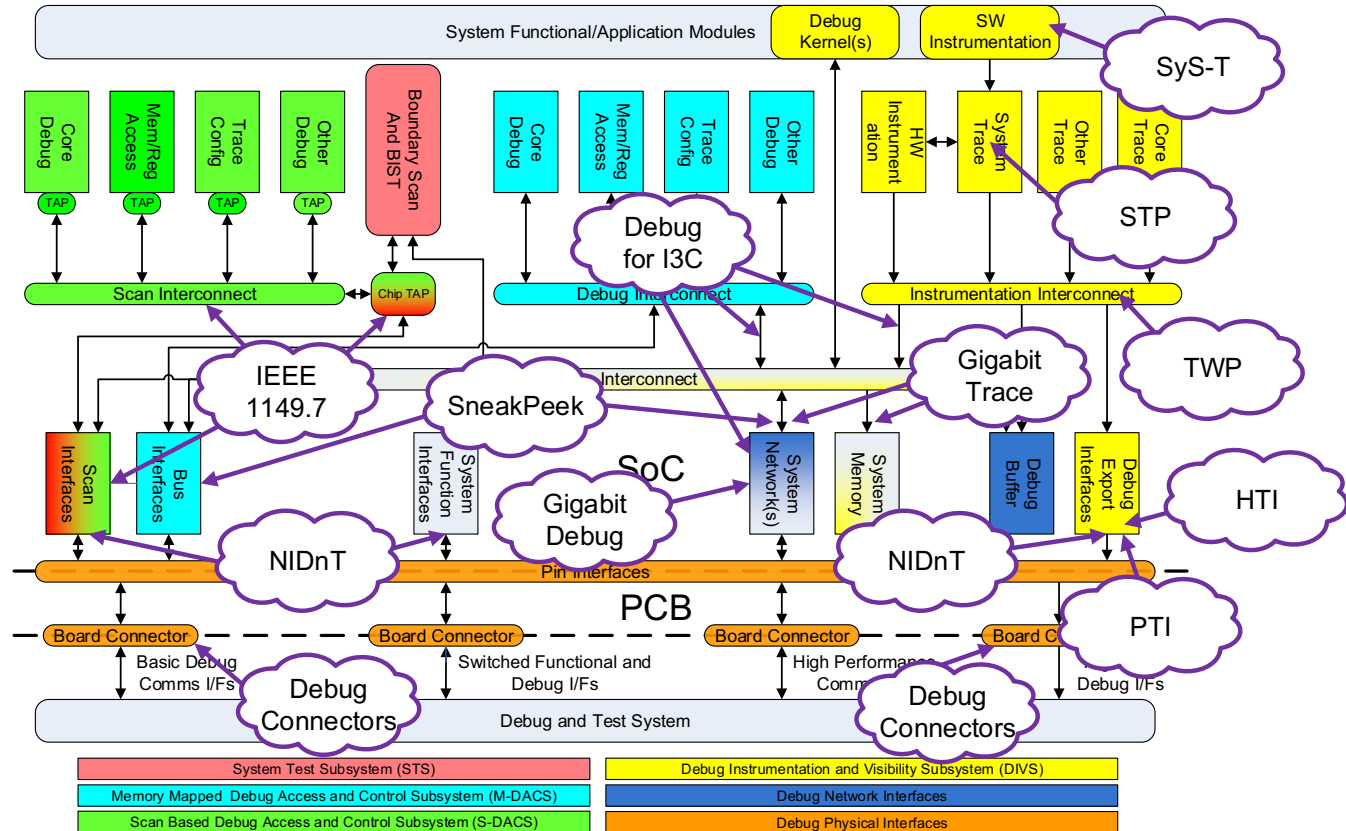 System Functional/Application Modules
Debug
Kernel(s)
SW
Instrumentation
SyS-T
Core
Debug
Mem/Reg
Access
Trace
Config
Other
Debug
Boundary Scan
And BIST
Core
Debug
Mem/Reg
Access
Trace
Config
Other
Debug
HW
Instrument
ation
System
Trace
Other
Trace
Core
Trace
TAP
TAP
TAP
TAP
STP
Debug
for I3C
Scan Interconnect
Chip TAP
Debug Interconnect
Instrumentation Interconnect
IEEE
1149.7
SneakPeek
Interconnect
Gigabit
Trace
TWP
Scan
Interfaces
Bus
Interfaces
System
Function
Interfaces
SoC
System
Network(s)
System
Memory
Debug
Buffer
Debug
Export
Interfaces
HTI
Gigabit
Debug
NIDnT
NIDnT
Pin Interfaces
PCB
PTI
Board Connector
Board Connector
Board Connector
Board
Basic Debug
Comms I/Fs
Switched Functional and
Debug I/Fs
High Performance
Debug I/Fs
Debug
Connectors
Debug
Connectors
Debug and Test System
System Test Subsystem (STS)
Debug Instrumentation and Visibility Subsystem (DIVS)
Memory Mapped Debug Access and Control Subsystem (M-DACS)
Debug Network Interfaces
Scan Based Debug Access and Control Subsystem (S-DACS)
Debug Physical Interfaces